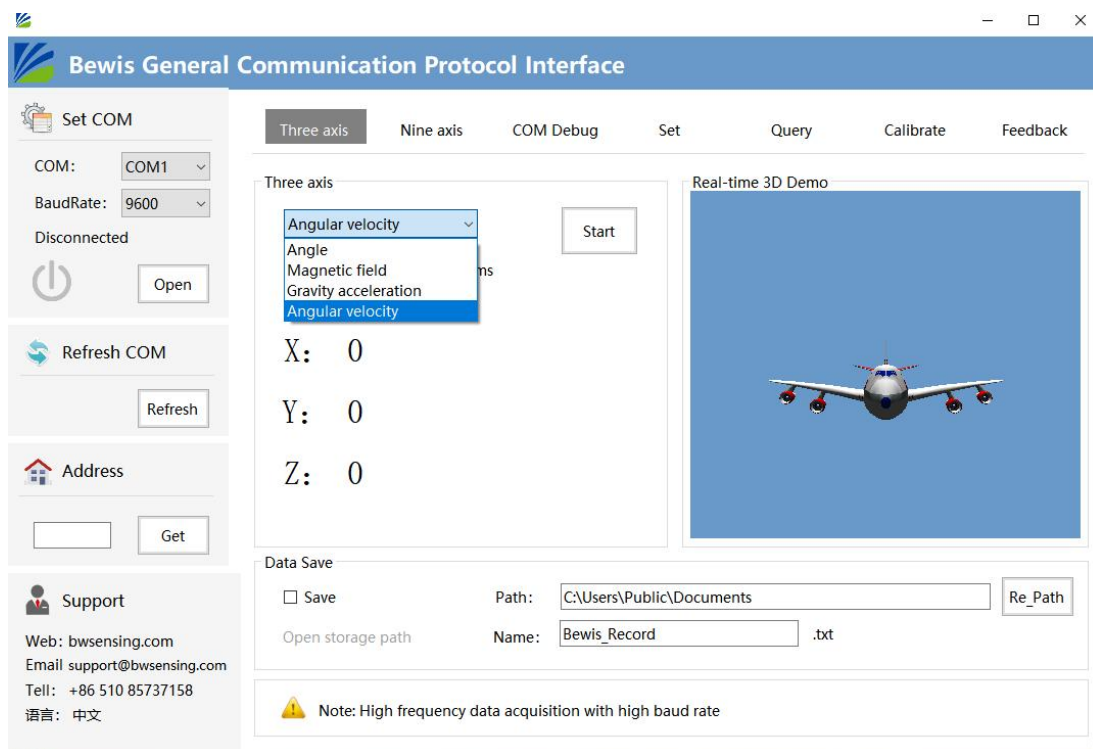 Bewis General Communication Protocol Interface
Set COM
COM:
COM1
BaudRate:
9600
Disconnected
Open
Refresh COM
Refresh
Address
Get
Support
Web: bwsensing.com
Email support@bwsensing.com
Tell: +86 510 85737158
语言: 中文
Three axis
Nine axis
COM Debug
Set
Query
Calibrate
Feedback
Three axis
Angular velocity
Start
Angle
Magnetic field
ms
Gravity acceleration
Angular velocity
X: 0
Y: 0
Z: 0
Real-time 3D Demo
Data Save
Save
Path:
C:\Users\Public\Documents
Re_Path
Open storage path
Name:
Bewis_Record
.txt
Note: High frequency data acquisition with high baud rate